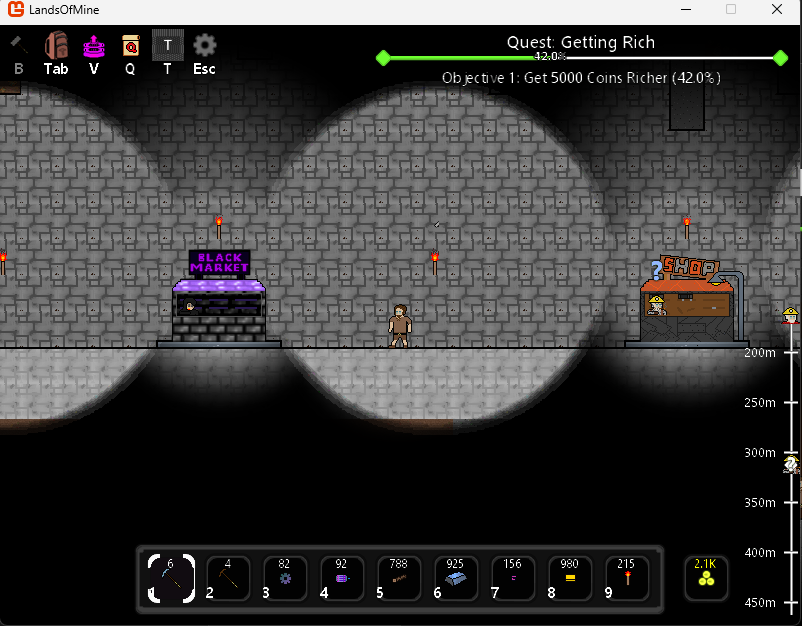 LandsOfMine
B Tab V Q T Esc
T
Quest: Getting Rich
42.0%
Objective 1: Get 5000 Coins Richer (42.0%)
BLACK
MARKET
?SHOP
200m
250m
300m
350m
400m
450m
6 4 82 92 788 925 156 980 215 2.1K
1 2 3 4 5 6 7 8 9